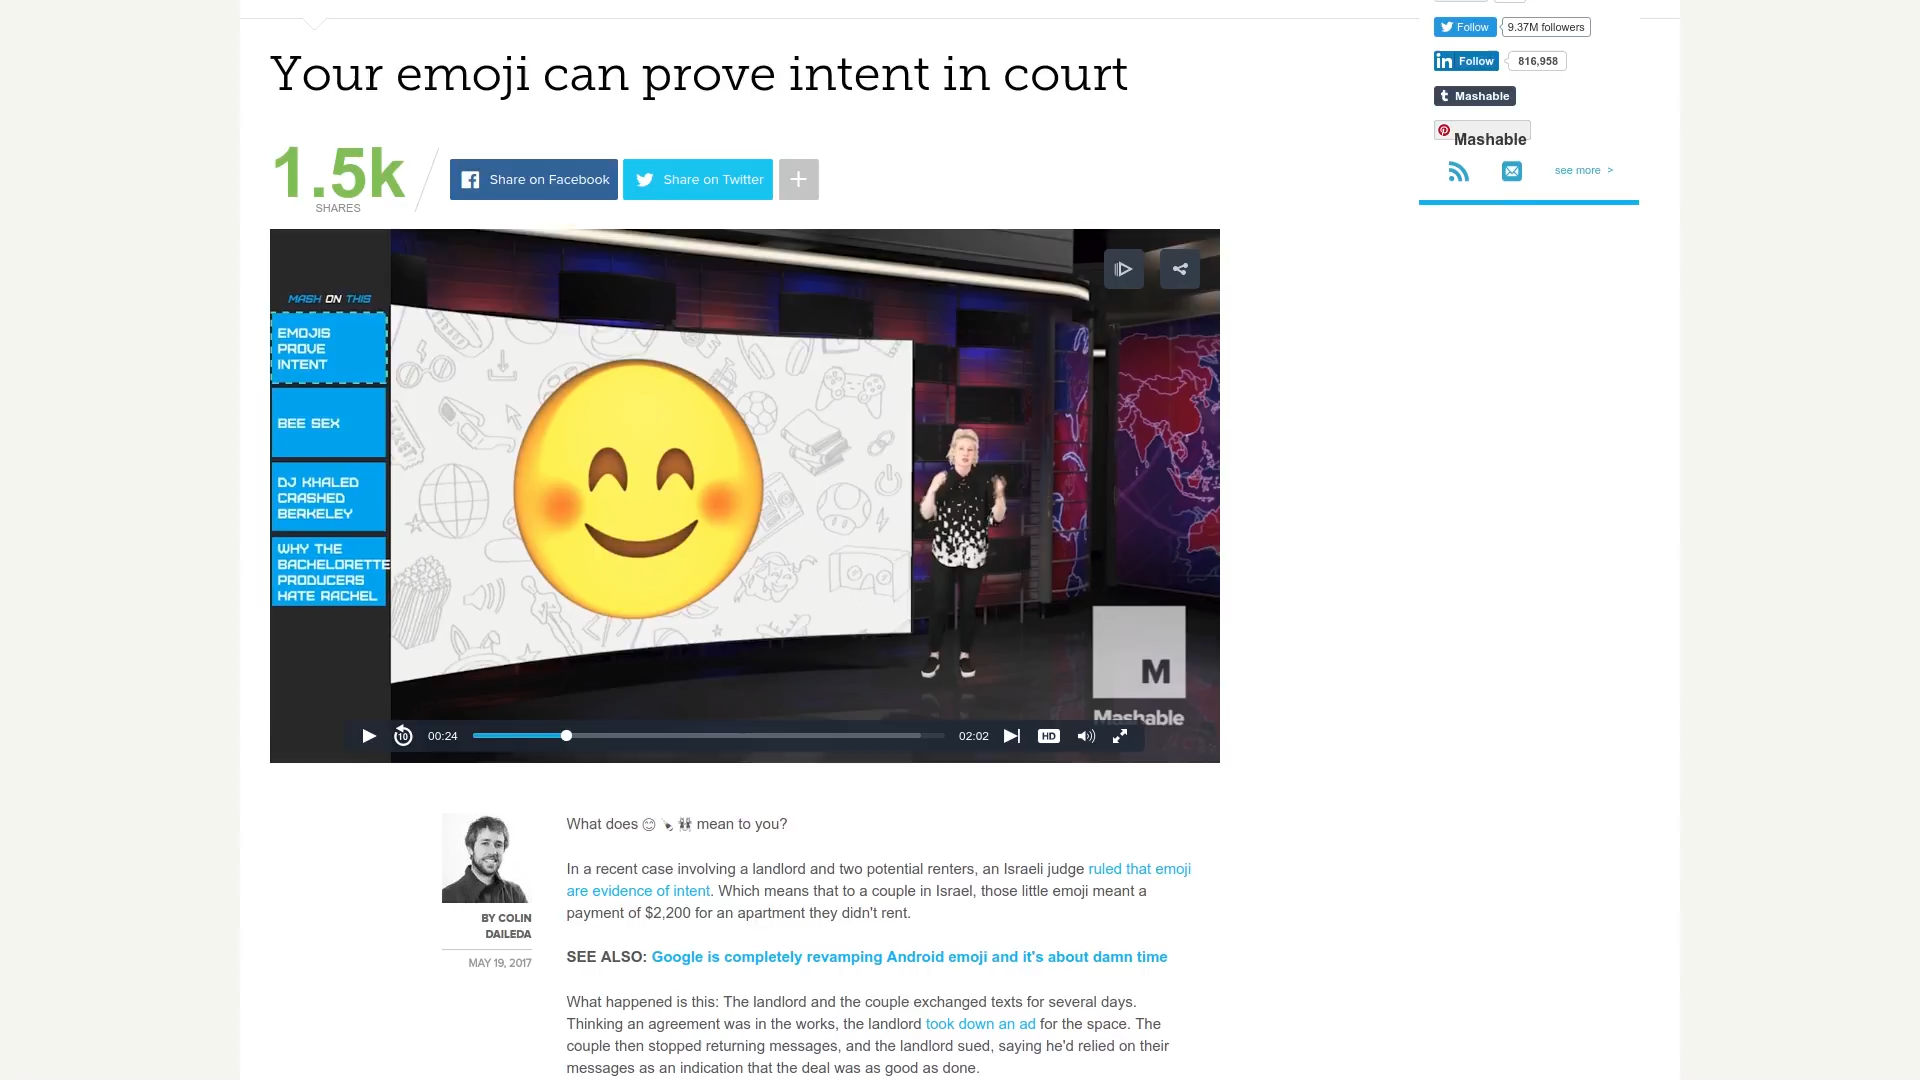 Follow
9.37M followers
in Follow
816,958
t Mashable
Mashable
see more >
Your emoji can prove intent in court
1.5k
SHARES
Share on Facebook
Share on Twitter
MASH ON THIS
EMOJIS
PROVE
INTENT
BEE SEX
DJ KHALED
CRASHED
BERKELEY
WHY THE
BACHELORETTE
PRODUCERS
HATE RACHEL
M
Mashable
10
00:24
02:02
HD
What does 😊 🍾 👯 mean to you?
In a recent case involving a landlord and two potential renters, an Israeli judge ruled that emoji
are evidence of intent. Which means that to a couple in Israel, those little emoji meant a
payment of $2,200 for an apartment they didn't rent.
BY COLIN
DAILEDA
MAY 19, 2017
SEE ALSO: Google is completely revamping Android emoji and it's about damn time
What happened is this: The landlord and the couple exchanged texts for several days.
Thinking an agreement was in the works, the landlord took down an ad for the space. The
couple then stopped returning messages, and the landlord sued, saying he'd relied on their
messages as an indication that the deal was as good as done.